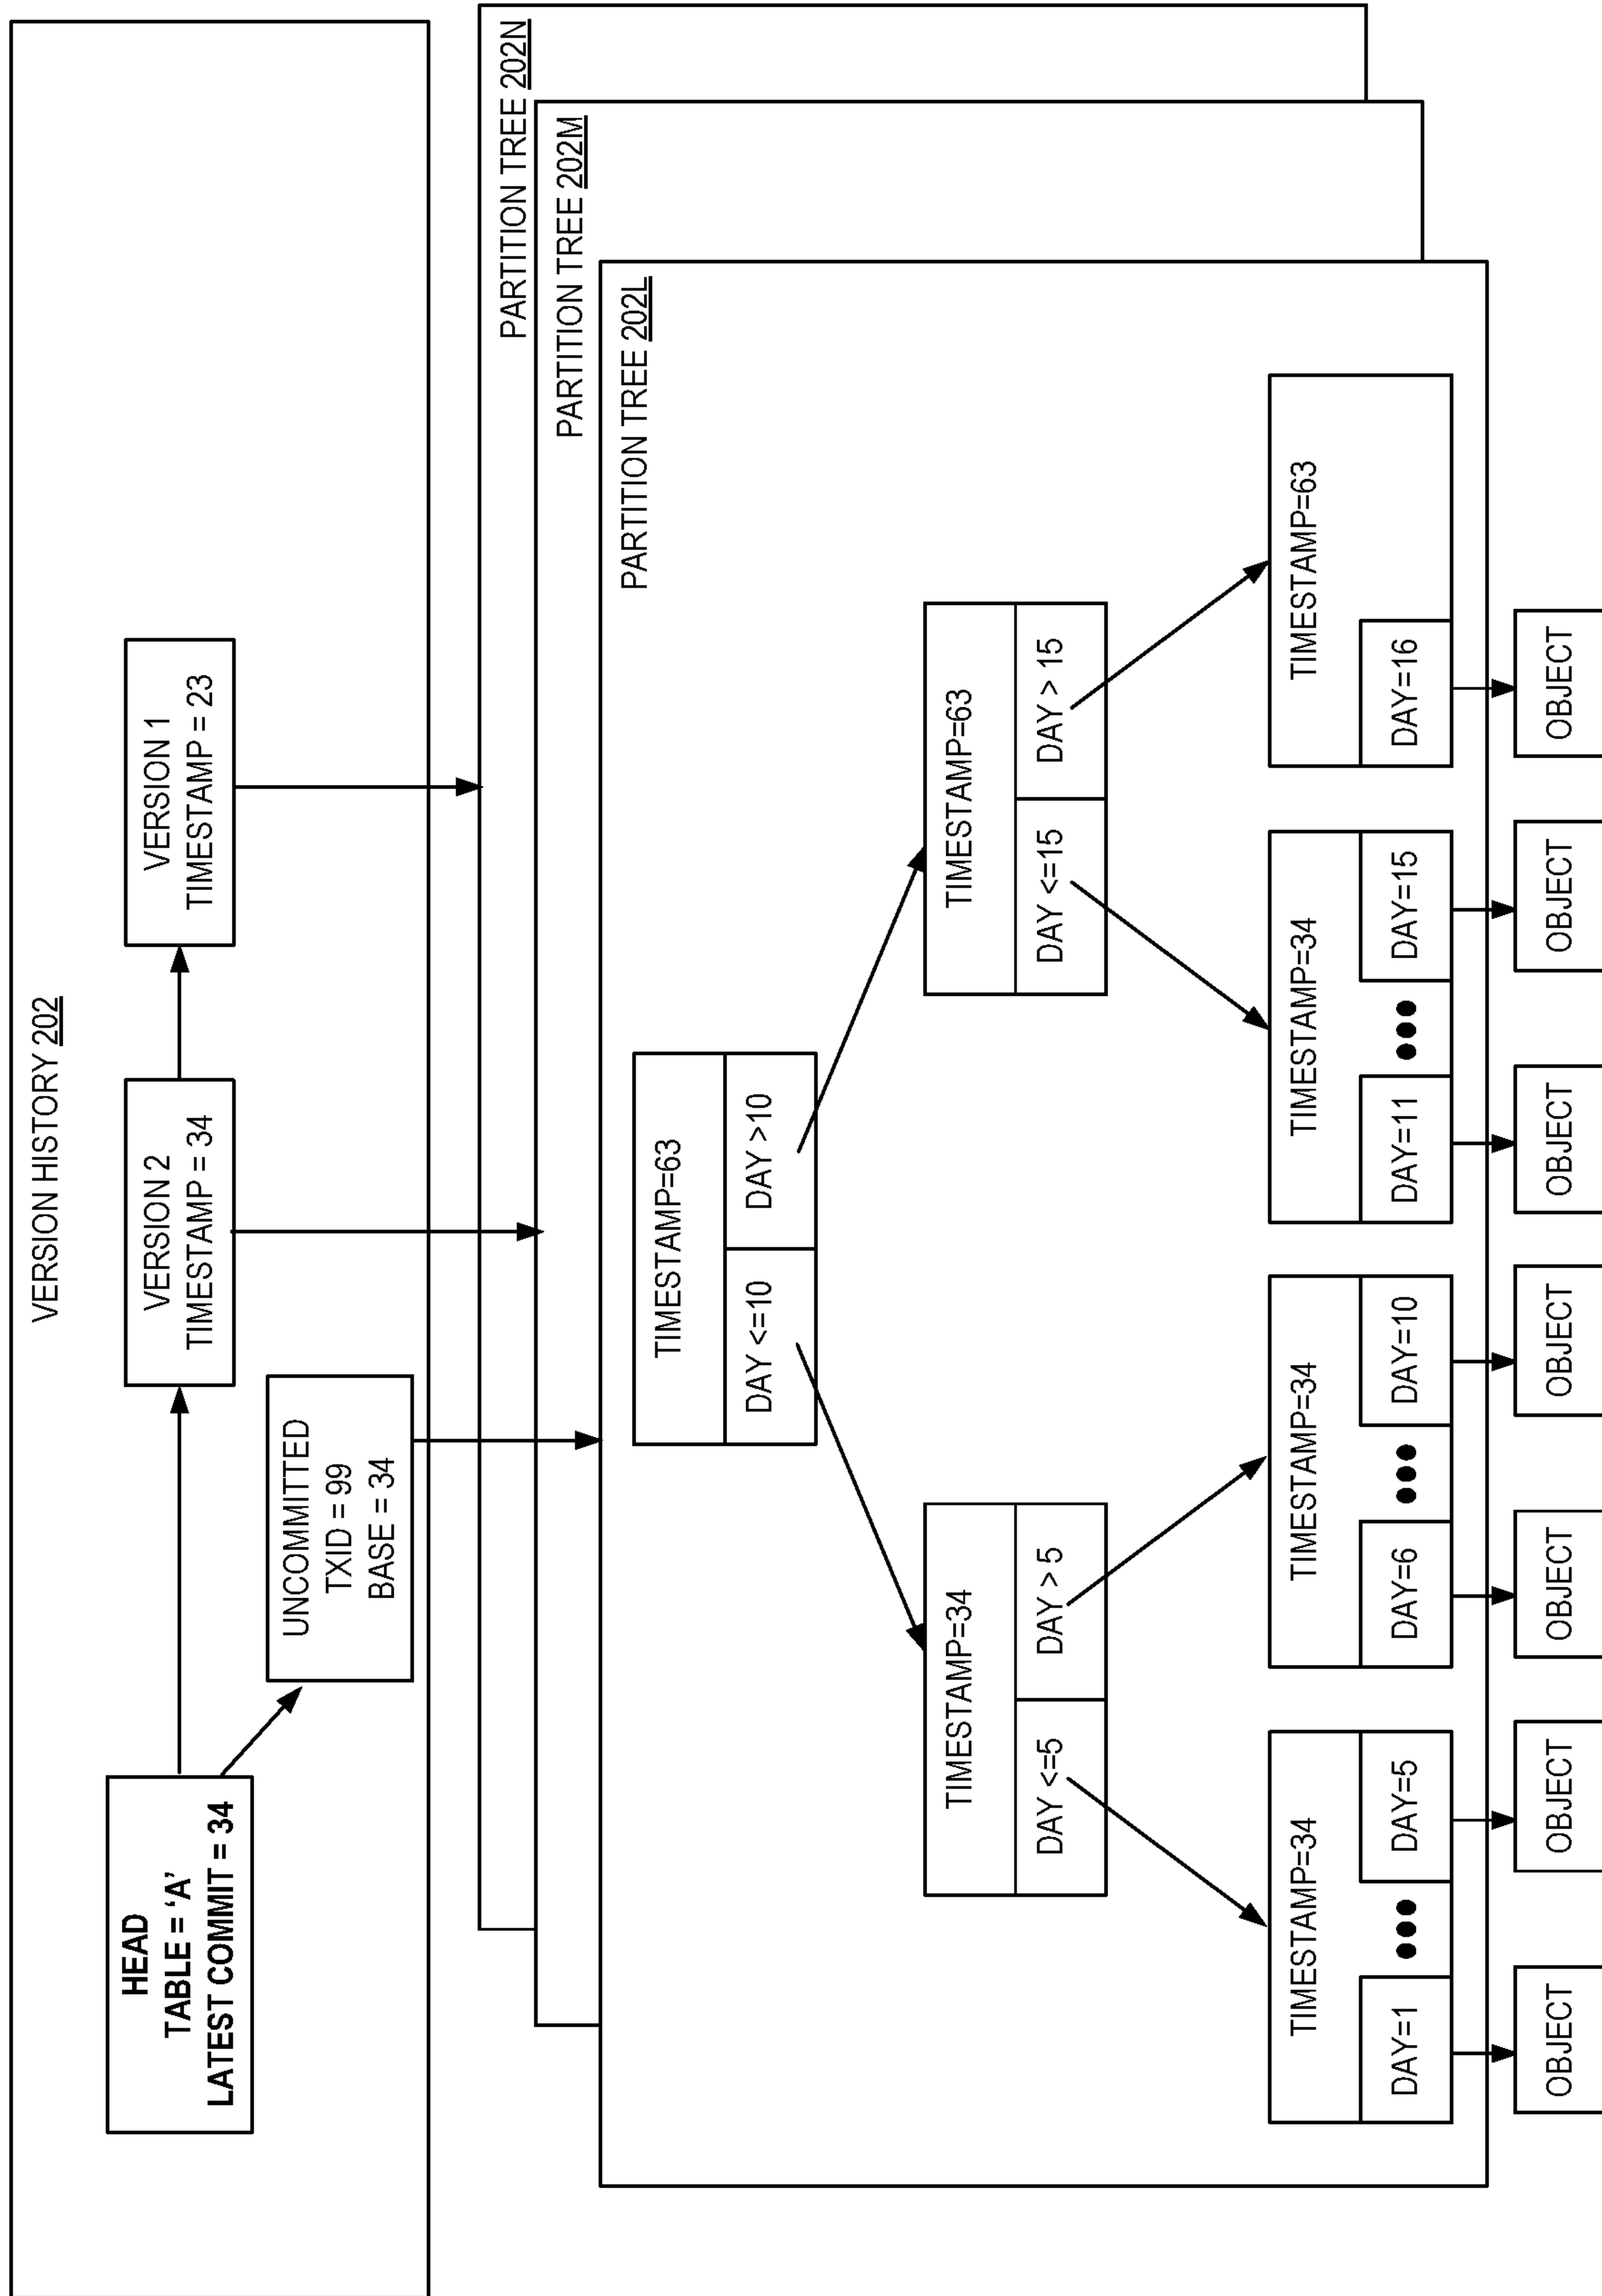 VERSION HISTORY 202
HEAD
TABLE = ‘A’
LATEST COMMIT = 34
VERSION 2
TIMESTAMP = 34
VERSION 1
TIMESTAMP = 23
UNCOMMITTED
TXID = 99
BASE = 34
PARTITION TREE 202N
PARTITION TREE 202M
PARTITION TREE 202L
TIMESTAMP=63
DAY <=10
DAY >10
TIMESTAMP=34
DAY <=5
DAY > 5
TIMESTAMP=63
DAY <=15
DAY > 15
TIMESTAMP=34
DAY=1
DAY=5
TIMESTAMP=34
DAY=6
DAY=10
TIMESTAMP=34
DAY=11
DAY=15
TIMESTAMP=63
DAY=16
OBJECT
OBJECT
OBJECT
OBJECT
OBJECT
OBJECT
OBJECT